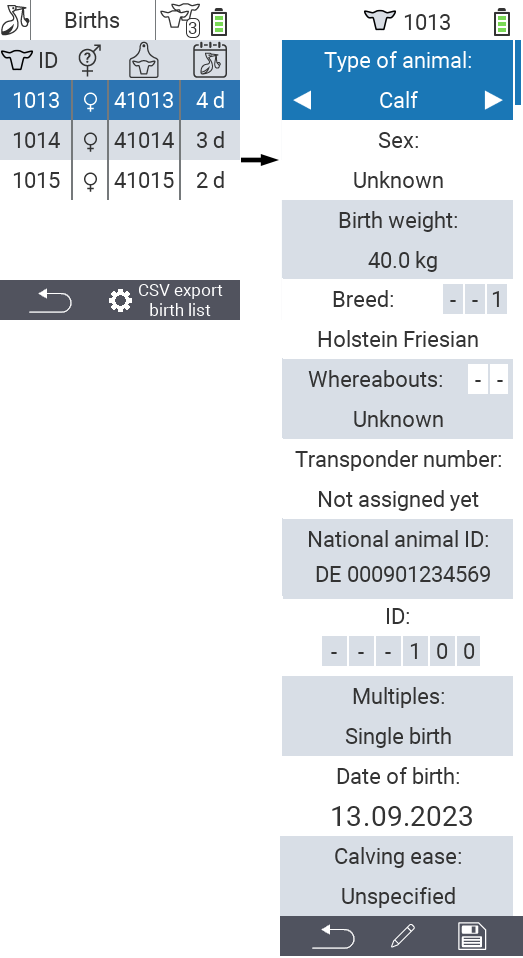 Births
3
ID
1013 ♀ 41013 4 d
1014 ♀ 41014 3 d
1015 ♀ 41015 2 d
CSV export
birth list
1013
Type of animal:
Calf
Sex:
Unknown
Birth weight:
40.0 kg
Breed: - - 1
Holstein Friesian
Whereabouts: - -
Unknown
Transponder number:
Not assigned yet
National animal ID:
DE 000901234569
ID:
- - - 1 0 0
Multiples:
Single birth
Date of birth:
13.09.2023
Calving ease:
Unspecified